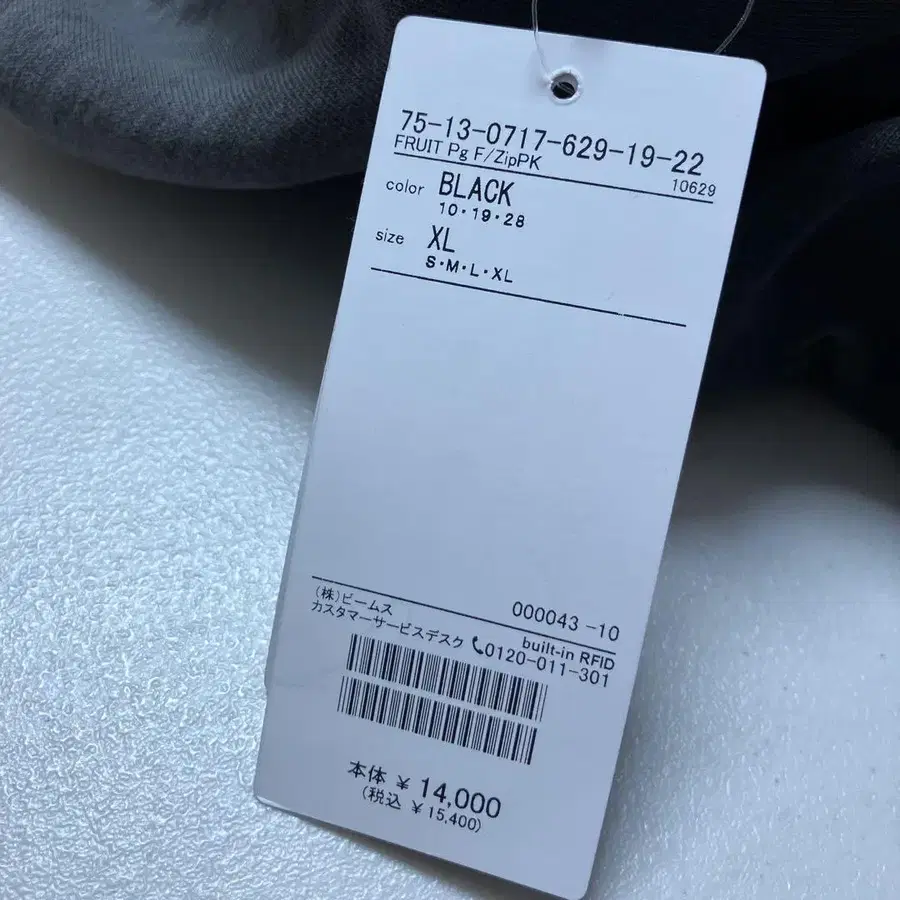 75-13-0717-629-19-22
FRUIT Pg F/ZipPK 10629
color BLACK
10・19・28
size XL
S・M・L・XL
000043 -10
(株)ビームス built-in RFID
カスタマーサービスデスク 📞0120-011-301
本体 ¥ 14,000
(税込 ¥ 15,400)